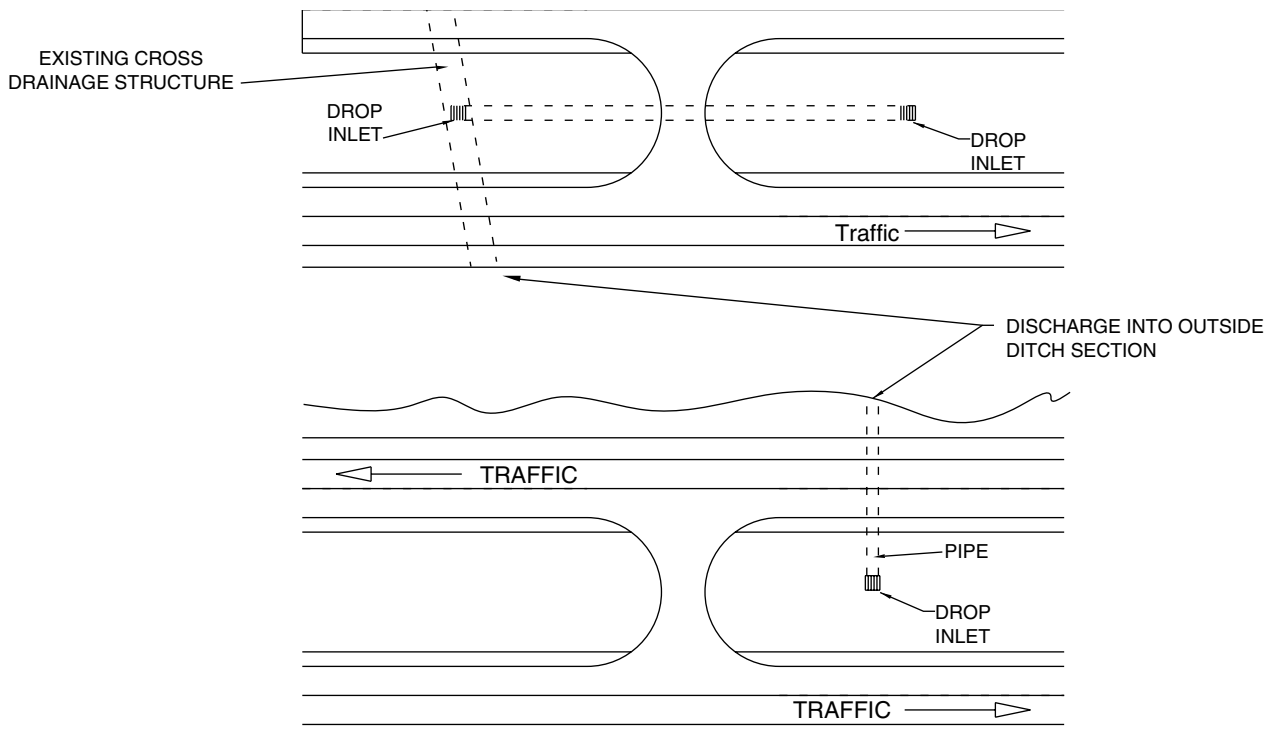 EXISTING CROSS
DRAINAGE STRUCTURE
DROP
INLET
DROP
INLET
Traffic
DISCHARGE INTO OUTSIDE
DITCH SECTION
TRAFFIC
PIPE
DROP
INLET
TRAFFIC